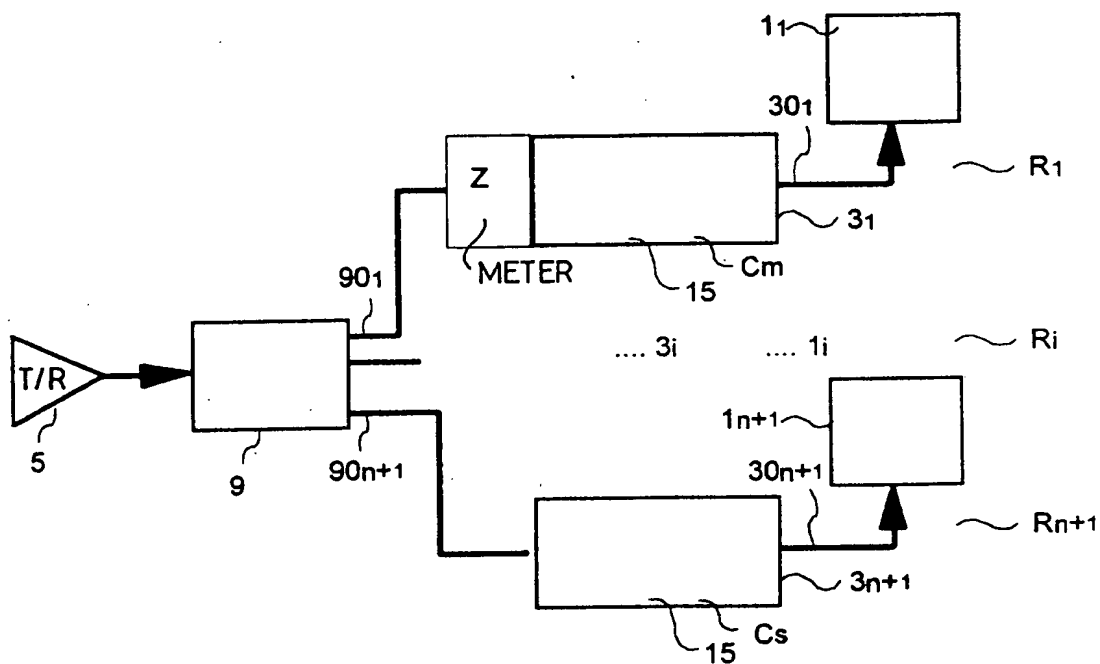 1₁
30₁
R₁
Z
3₁
METER
Cm
15
90₁
.... 3i
.... 1i
Ri
T/R
5
9
90n+1
1n+1
30n+1
Rn+1
3n+1
Cs
15